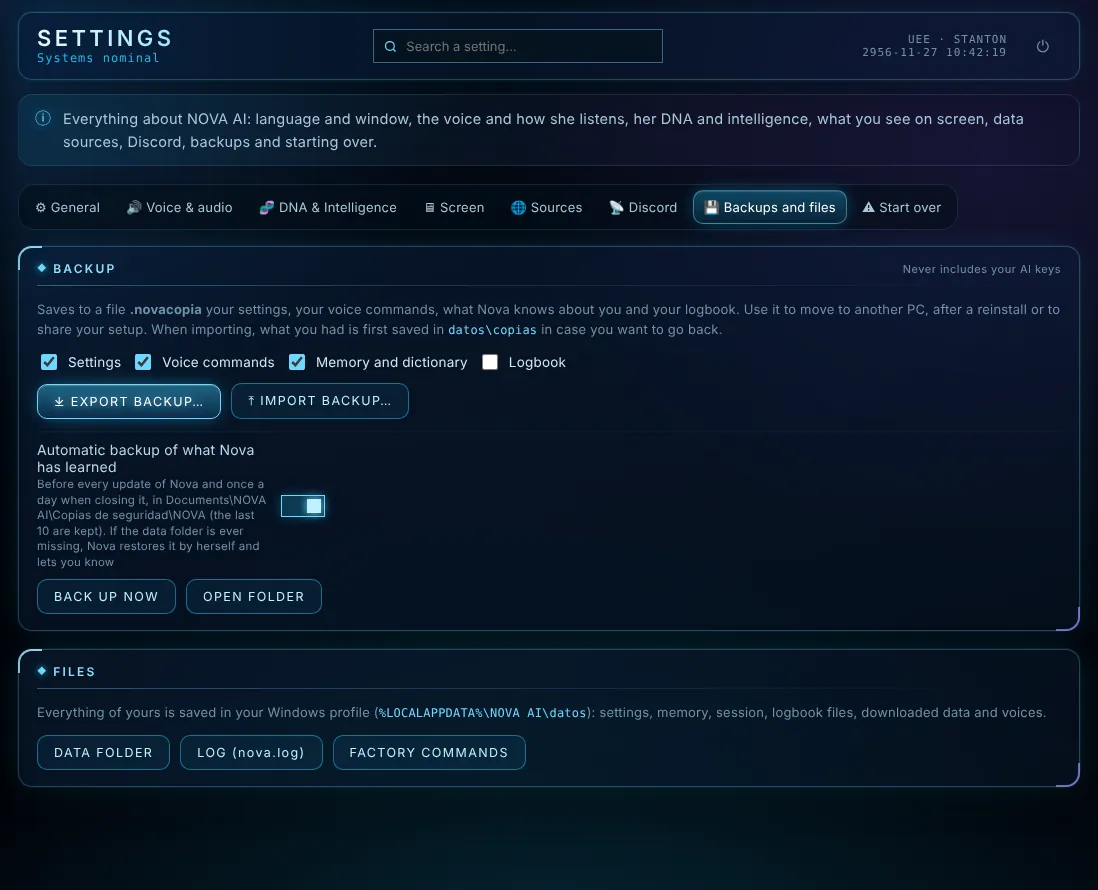 SETTINGS
Systems nominal
Search a setting...
UEE · STANTON
2956-11-27 10:42:19
Everything about NOVA AI: language and window, the voice and how she listens, her DNA and intelligence, what you see on screen, data
sources, Discord, backups and starting over.
General
Voice & audio
DNA & Intelligence
Screen
Sources
Discord
Backups and files
Start over
BACKUP
Never includes your AI keys
Saves to a file .novacopia your settings, your voice commands, what Nova knows about you and your logbook. Use it to move to another PC, after a reinstall or to
share your setup. When importing, what you had is first saved in datos\copias in case you want to go back.
Settings
Voice commands
Memory and dictionary
Logbook
EXPORT BACKUP...
IMPORT BACKUP...
Automatic backup of what Nova
has learned
Before every update of Nova and once a
day when closing it, in Documents\NOVA
AI\Copias de seguridad\NOVA (the last
10 are kept). If the data folder is ever
missing, Nova restores it by herself and
lets you know
BACK UP NOW
OPEN FOLDER
FILES
Everything of yours is saved in your Windows profile (%LOCALAPPDATA%\NOVA AI\datos): settings, memory, session, logbook files, downloaded data and voices.
DATA FOLDER
LOG (nova.log)
FACTORY COMMANDS